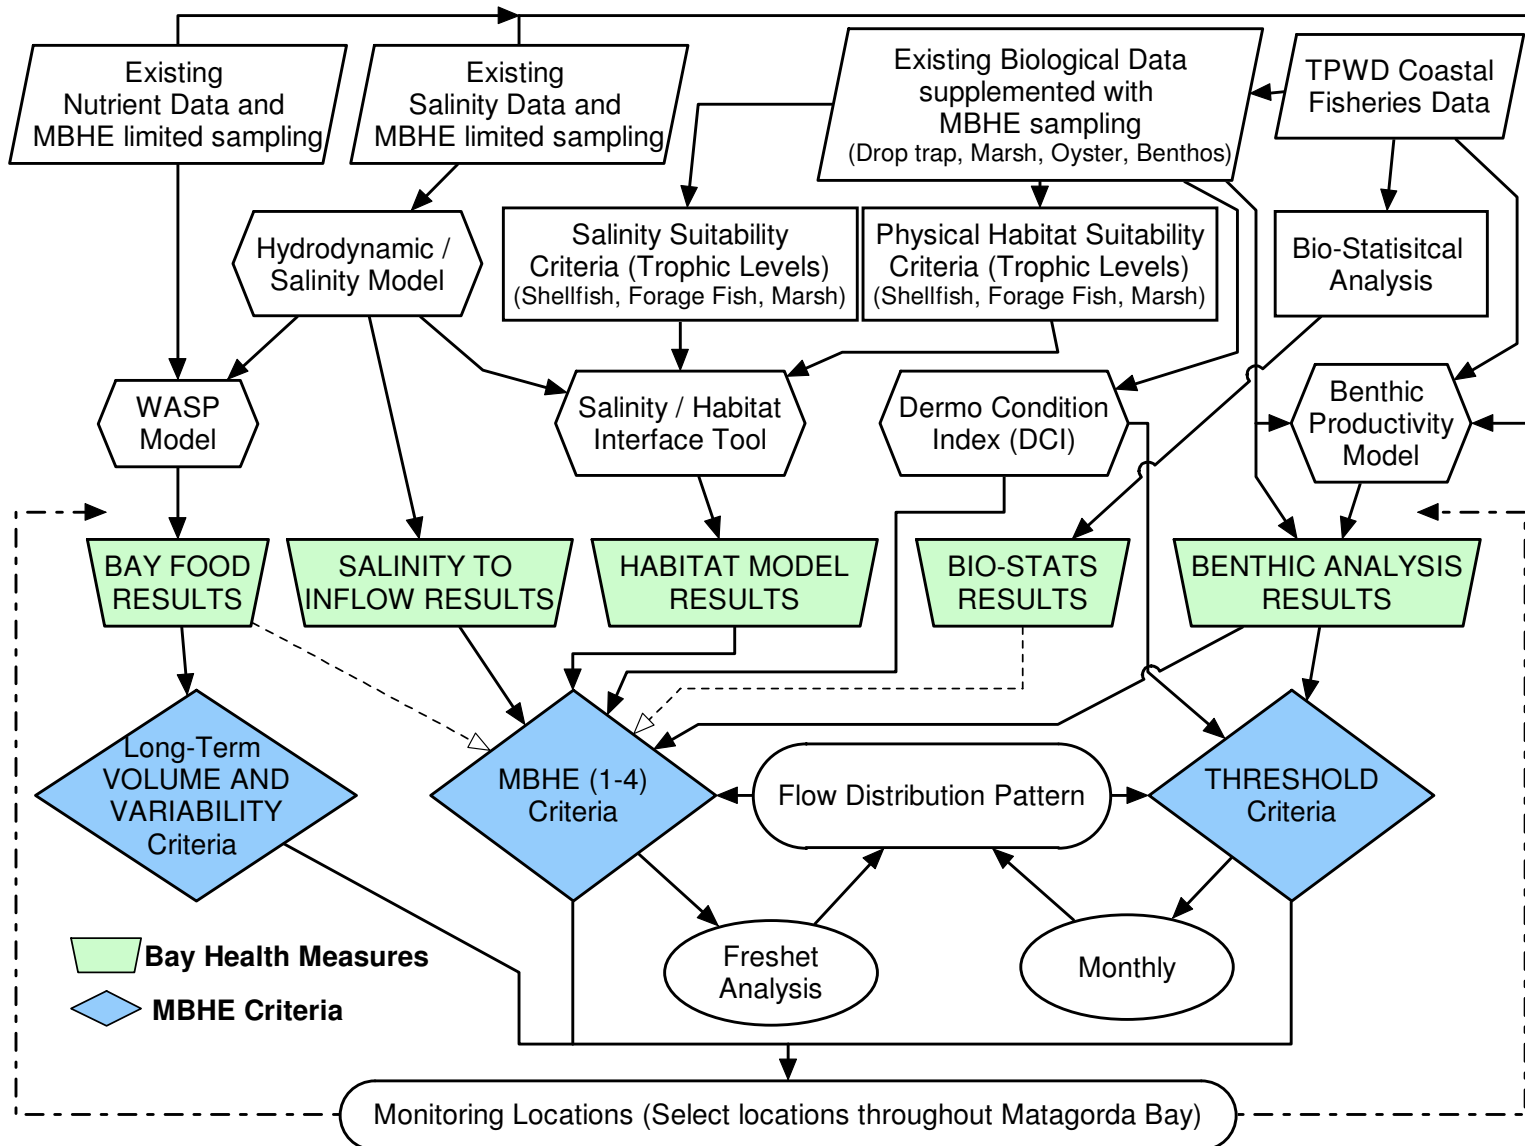 Existing
Nutrient Data and
MBHE limited sampling
Existing
Salinity Data and
MBHE limited sampling
Existing Biological Data
supplemented with
MBHE sampling
(Drop trap, Marsh, Oyster, Benthos)
TPWD Coastal
Fisheries Data
Hydrodynamic /
Salinity Model
Salinity Suitability
Criteria (Trophic Levels)
(Shellfish, Forage Fish, Marsh)
Physical Habitat Suitability
Criteria (Trophic Levels)
(Shellfish, Forage Fish, Marsh)
Bio-Statisitcal
Analysis
WASP
Model
Salinity / Habitat
Interface Tool
Dermo Condition
Index (DCI)
Benthic
Productivity
Model
BAY FOOD
RESULTS
SALINITY TO
INFLOW RESULTS
HABITAT MODEL
RESULTS
BIO-STATS
RESULTS
BENTHIC ANALYSIS
RESULTS
Long-Term
VOLUME AND
VARIABILITY
Criteria
MBHE (1-4)
Criteria
Flow Distribution Pattern
THRESHOLD
Criteria
Freshet
Analysis
Monthly
Bay Health Measures
MBHE Criteria
Monitoring Locations (Select locations throughout Matagorda Bay)